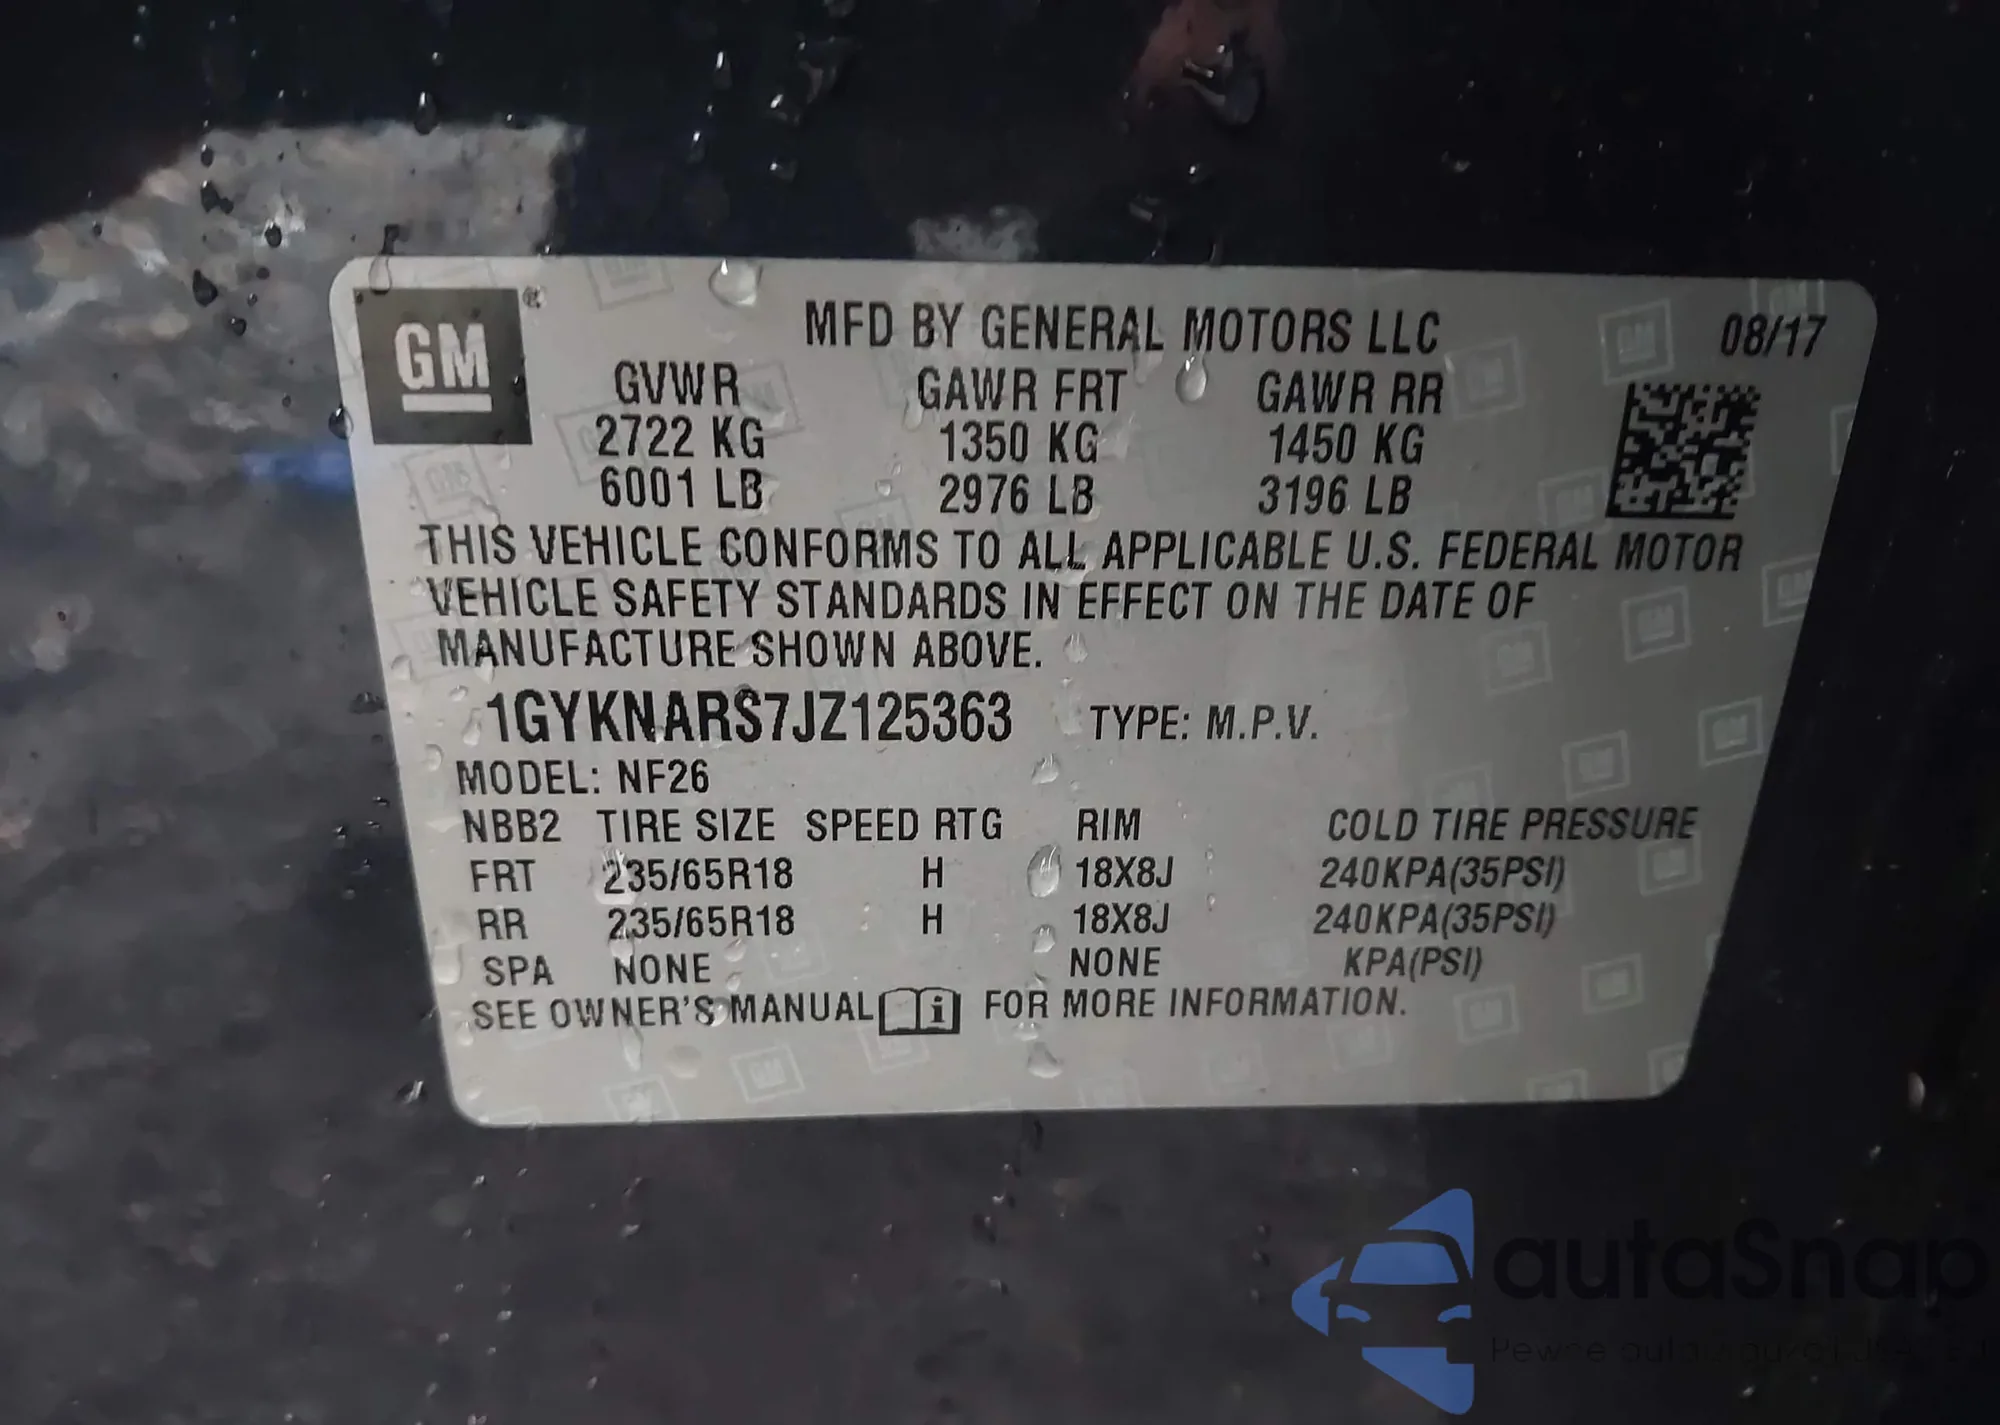 GM ®
MFD BY GENERAL MOTORS LLC 08/17
GVWR GAWR FRT GAWR RR
2722 KG 1350 KG 1450 KG
6001 LB 2976 LB 3196 LB
THIS VEHICLE CONFORMS TO ALL APPLICABLE U.S. FEDERAL MOTOR
VEHICLE SAFETY STANDARDS IN EFFECT ON THE DATE OF
MANUFACTURE SHOWN ABOVE.
1GYKNARS7JZ125363 TYPE: M.P.V.
MODEL: NF26
NBB2 TIRE SIZE SPEED RTG RIM COLD TIRE PRESSURE
FRT 235/65R18 H 18X8J 240KPA(35PSI)
RR 235/65R18 H 18X8J 240KPA(35PSI)
SPA NONE NONE KPA(PSI)
SEE OWNER'S MANUAL i FOR MORE INFORMATION.
autaSnap